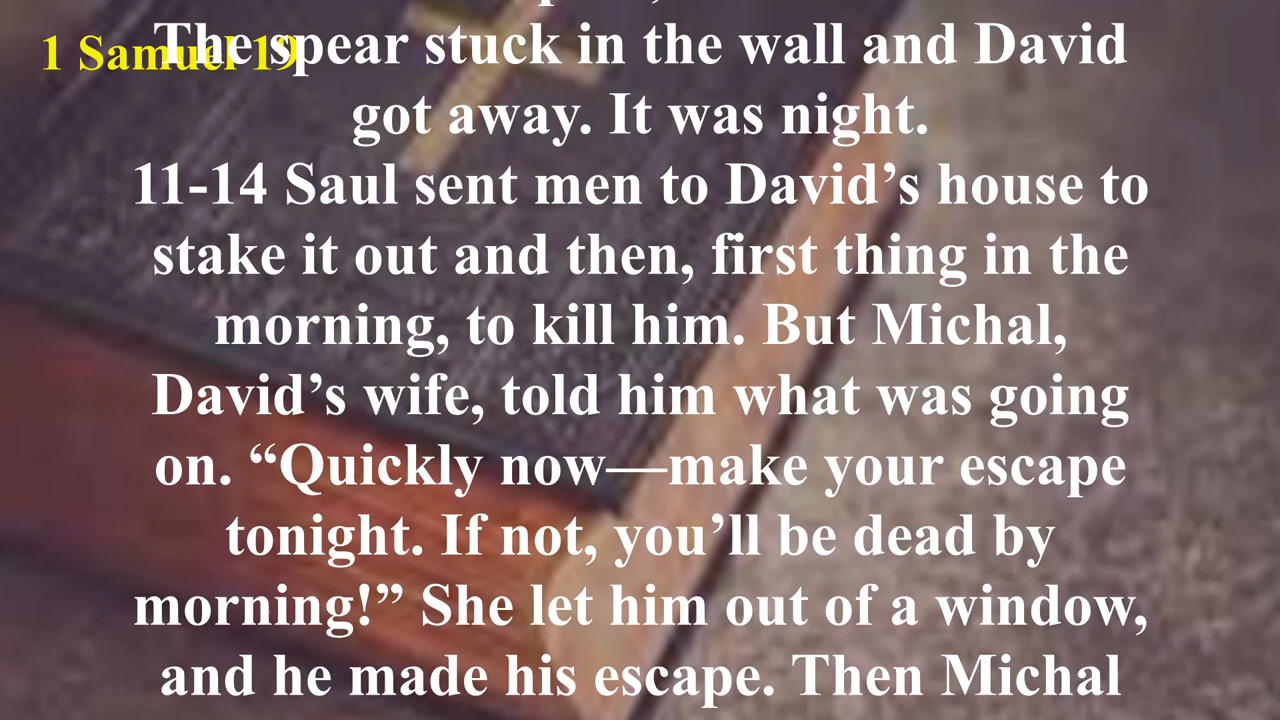 1 Samuel 19
The spear stuck in the wall and David
got away. It was night.
11-14 Saul sent men to David’s house to
stake it out and then, first thing in the
morning, to kill him. But Michal,
David’s wife, told him what was going
on. “Quickly now—make your escape
tonight. If not, you’ll be dead by
morning!” She let him out of a window,
and he made his escape. Then Michal